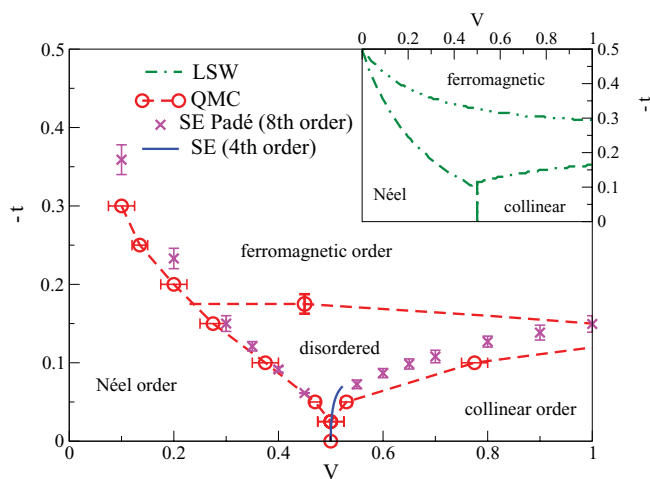 V
0 0.2 0.4 0.6 0.8 1
0.5
0.4
0.3
0.2
0.1
0
- t
LSW
QMC
SE Padé (8th order)
SE (4th order)
ferromagnetic
Néel
collinear
0.5
0.4
0.3
0.2
0.1
0
- t
ferromagnetic order
disordered
Néel order
collinear order
0 0.2 0.4 0.6 0.8 1
V